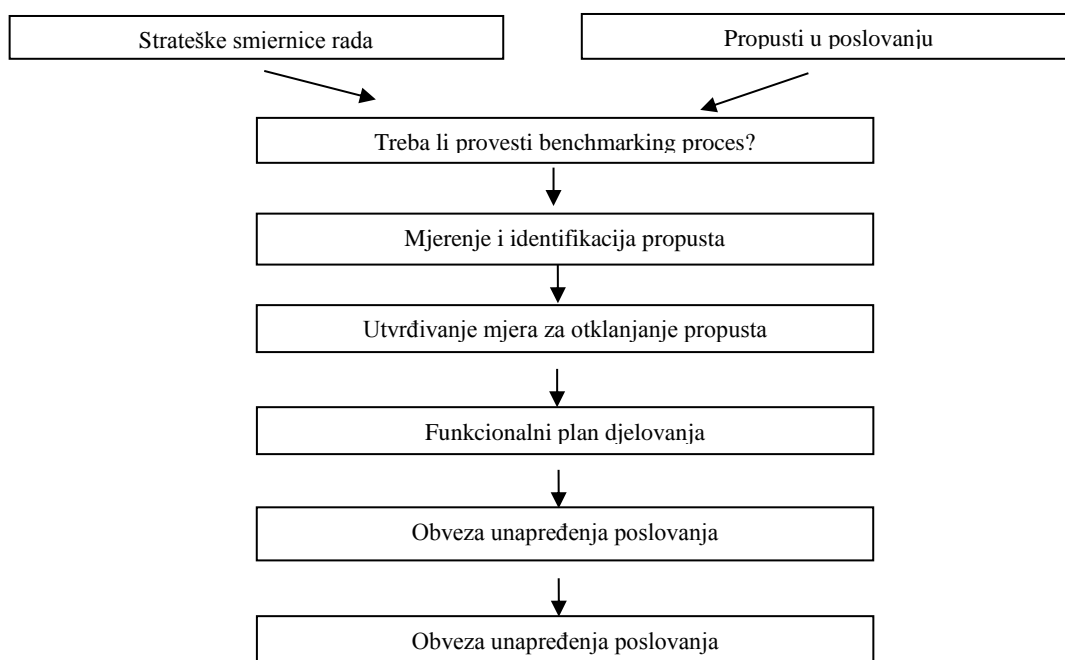 Strateške smjernice rada
Propusti u poslovanju
Treba li provesti benchmarking proces?
Mjerenje i identifikacija propusta
Utvrđivanje mjera za otklanjanje propusta
Funkcionalni plan djelovanja
Obveza unapređenja poslovanja
Obveza unapređenja poslovanja